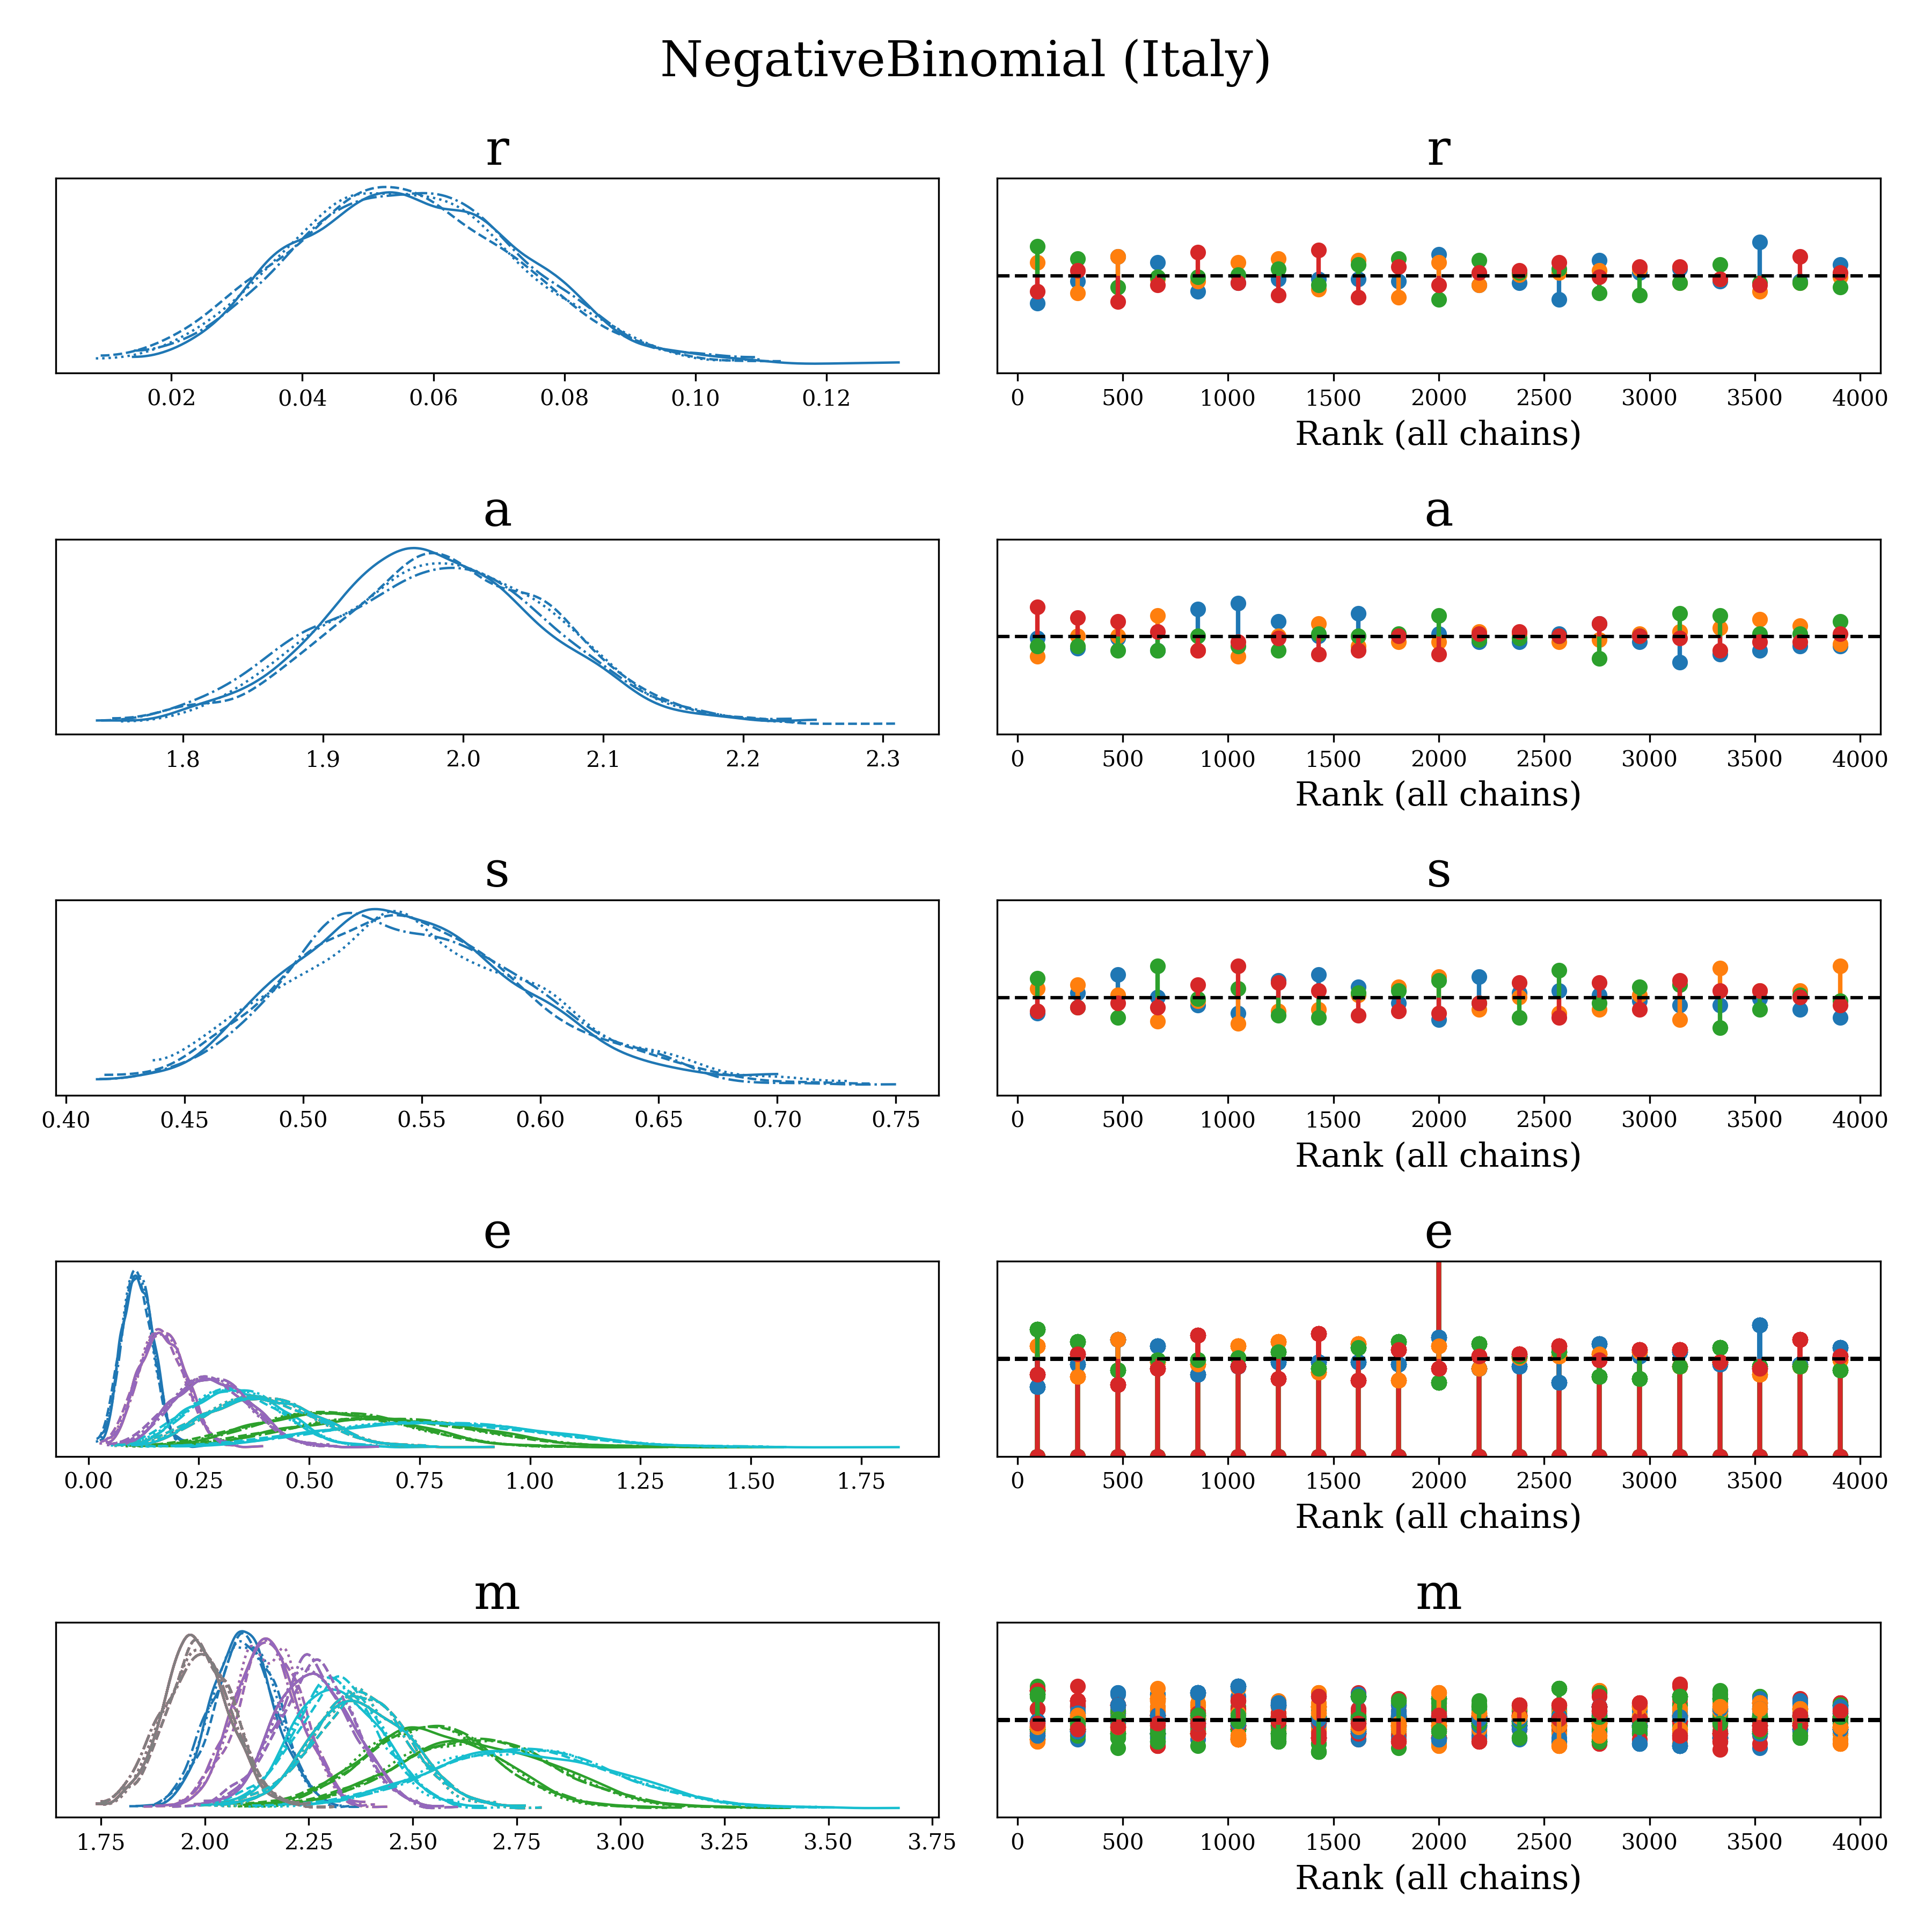 NegativeBinomial (Italy)
r
r
0.02 0.04 0.06 0.08 0.10 0.12
0 500 1000 1500 2000 2500 3000 3500 4000
Rank (all chains)
a
a
1.8 1.9 2.0 2.1 2.2 2.3
0 500 1000 1500 2000 2500 3000 3500 4000
Rank (all chains)
s
s
0.40 0.45 0.50 0.55 0.60 0.65 0.70 0.75
0 500 1000 1500 2000 2500 3000 3500 4000
Rank (all chains)
e
e
0.00 0.25 0.50 0.75 1.00 1.25 1.50 1.75
0 500 1000 1500 2000 2500 3000 3500 4000
Rank (all chains)
m
m
1.75 2.00 2.25 2.50 2.75 3.00 3.25 3.50 3.75
0 500 1000 1500 2000 2500 3000 3500 4000
Rank (all chains)